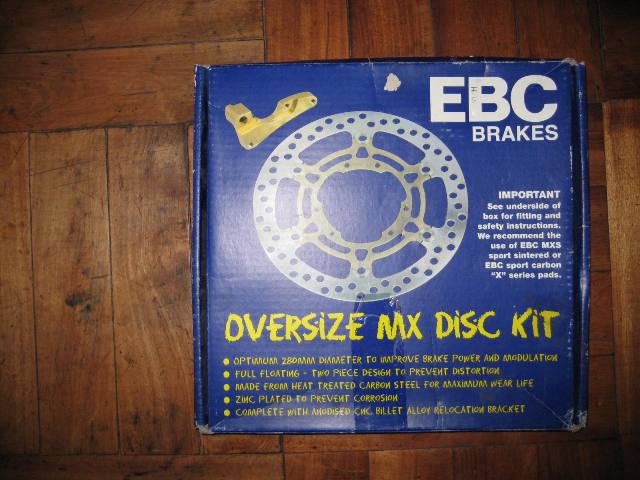 EBC
BRAKES
IMPORTANT
See underside of
box for fitting and
safety instructions.
We recommend the
use of EBC MXS
sport sintered or
EBC sport carbon
"X" series pads.
OVERSIZE MX DISC KIT
OPTIMUM 280MM DIAMETER TO IMPROVE BRAKE POWER AND MODULATION
FULL FLOATING - TWO PIECE DESIGN TO PREVENT DISTORTION
MADE FROM HEAT TREATED CARBON STEEL FOR MAXIMUM WEAR LIFE
ZINC PLATED TO PREVENT CORROSION
COMPLETE WITH ANODISED CNC BILLET ALLOY RELOCATION BRACKET